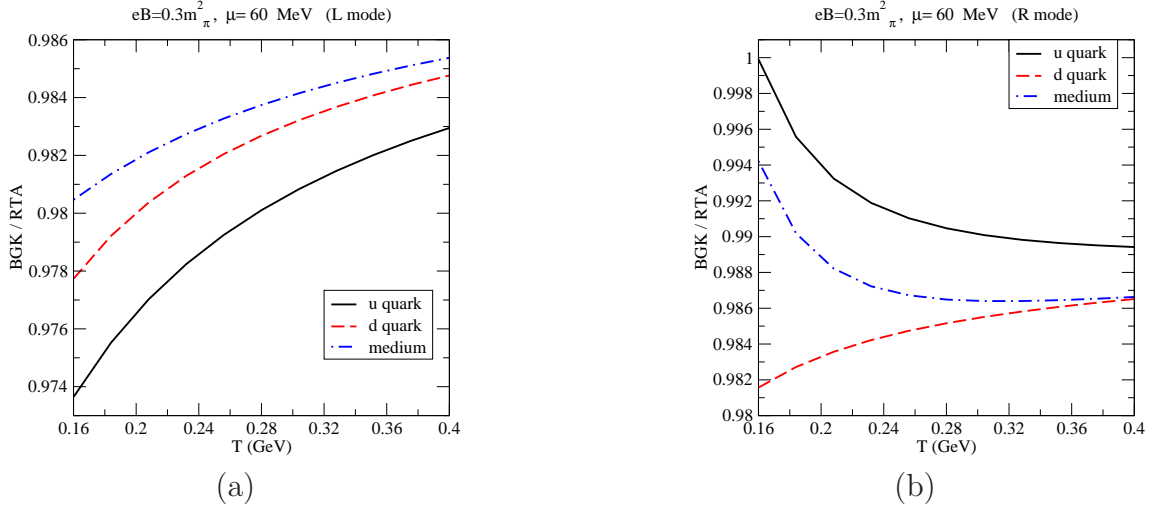 eB=0.3m²π, μ= 60 MeV (L mode)
0.986
0.984
0.982
0.98
0.978
0.976
0.974
BGK / RTA
u quark
d quark
medium
0.16 0.2 0.24 0.28 0.32 0.36 0.4
T (GeV)
(a)
eB=0.3m²π, μ= 60 MeV (R mode)
1
0.998
0.996
0.994
0.992
0.99
0.988
0.986
0.984
0.982
0.98
BGK / RTA
u quark
d quark
medium
0.16 0.2 0.24 0.28 0.32 0.36 0.4
T (GeV)
(b)